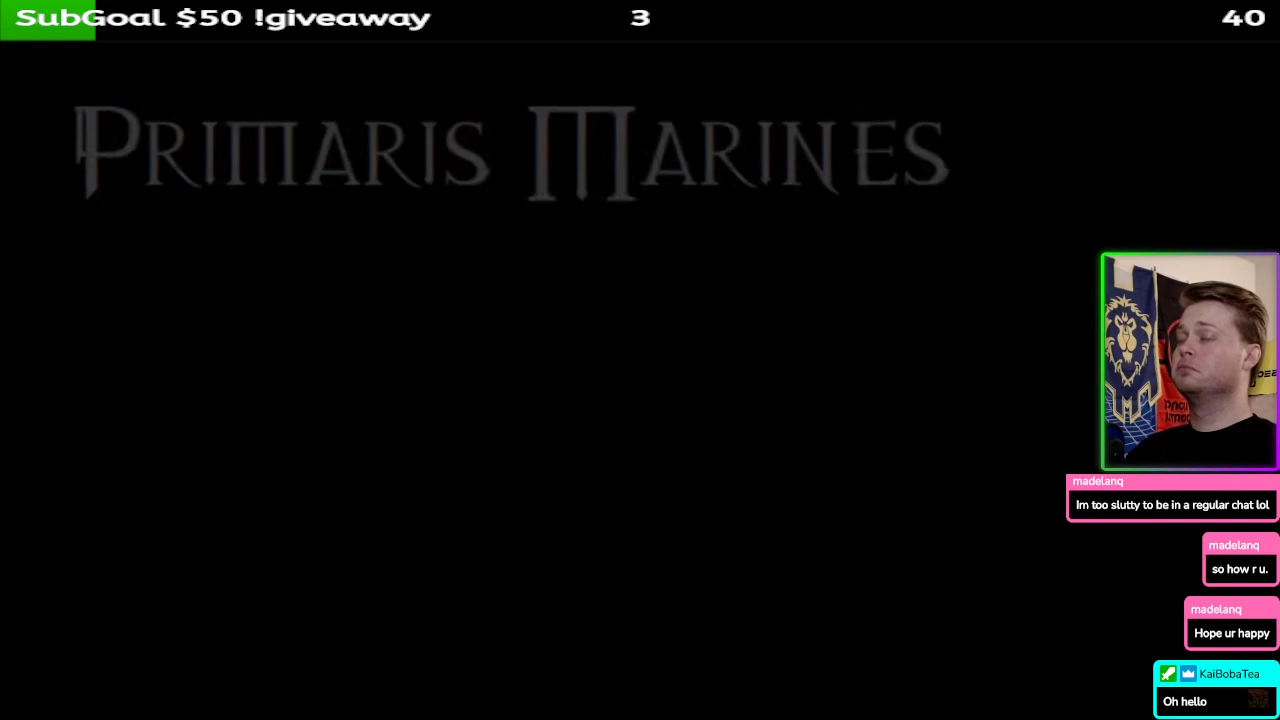 SubGoal $50 !giveaway 3 40
Primaris Marines
madelanq
Im too slutty to be in a regular chat lol
madelanq
so how r u.
madelanq
Hope ur happy
KaiBobaTea
Oh hello